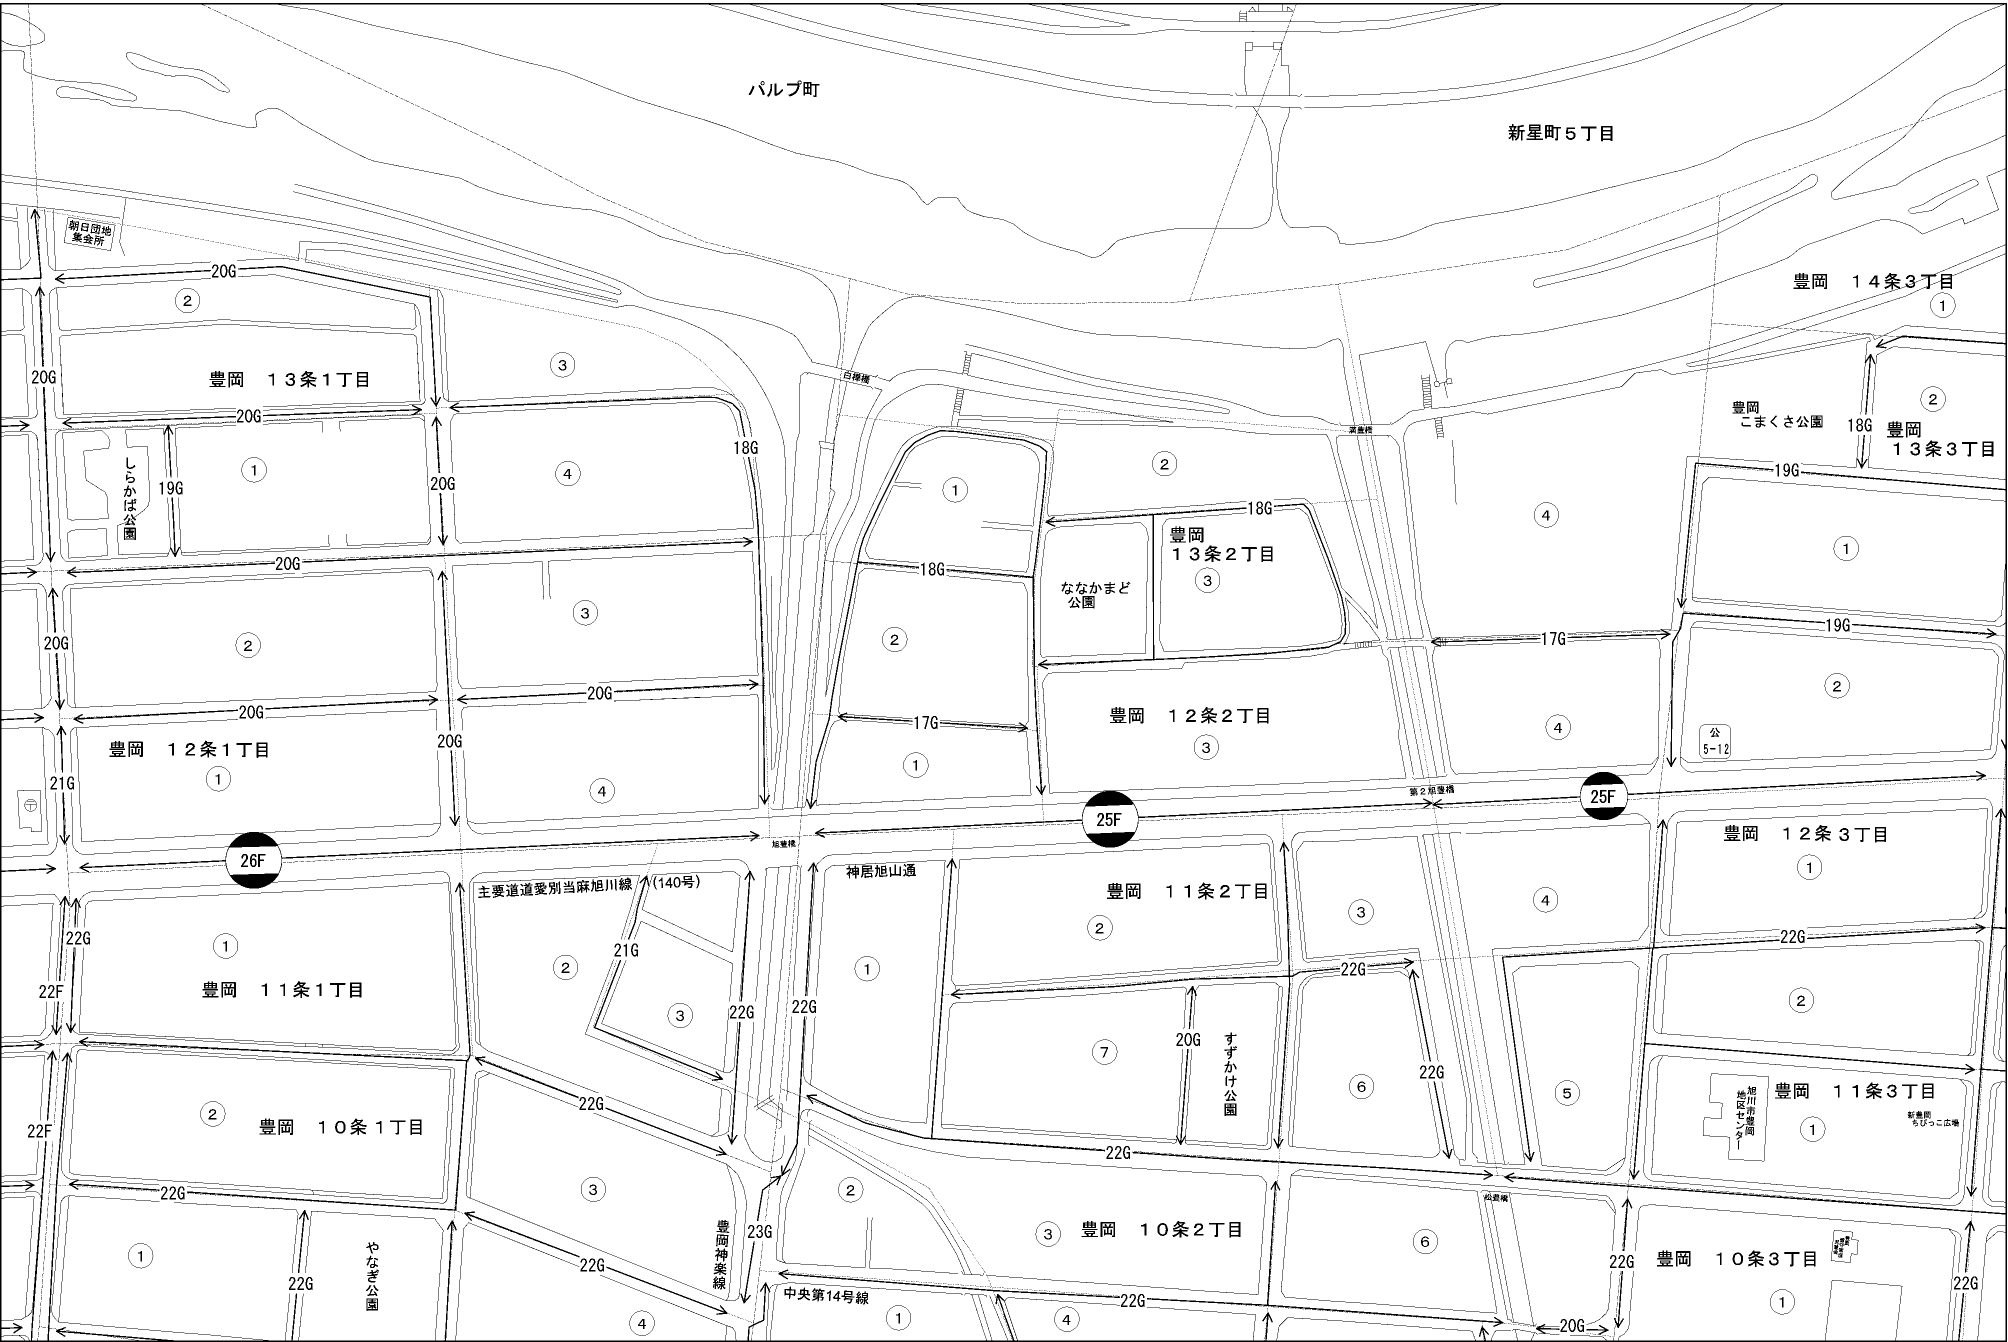 パルプ町
新星町５丁目
朝日団地
集会所
20G
②
豊岡　１４条３丁目
①
③
白樺橋
20G
豊岡　１３条１丁目
20G
18G
豊岡
こまくさ公園
18G
②
豊岡
１３条３丁目
しらかば公園
19G
①
20G
④
①
②
④
19G
18G
豊岡
１３条２丁目
③
①
20G
18G
ななかまど
公園
20G
②
③
②
17G
19G
20G
20G
②
20G
豊岡　１２条１丁目
①
21G
④
17G
①
豊岡　１２条２丁目
③
④
公
5-12
第２旭豊橋
25F
25F
26F
旭豊橋
神居旭山通
主要道道愛別当麻旭川線　(140号)
豊岡　１２条３丁目
①
豊岡　１１条２丁目
②
③
④
22G
①
豊岡　１１条１丁目
22F
21G
②
③
22G
22G
①
22G
22G
②
⑦
20G
すずかけ公園
⑥
22G
⑤
旭川市豊岡
地区センター
豊岡　１１条３丁目
①
新豊岡
ちびっこ広場
22F
②
豊岡　１０条１丁目
22G
22G
22G
松豊橋
①
22G
やなぎ公園
③
22G
豊岡神楽線
23G
②
③
豊岡　１０条２丁目
⑥
22G
豊岡　１０条３丁目
①
22G
④
中央第14号線
①
22G
④
20G